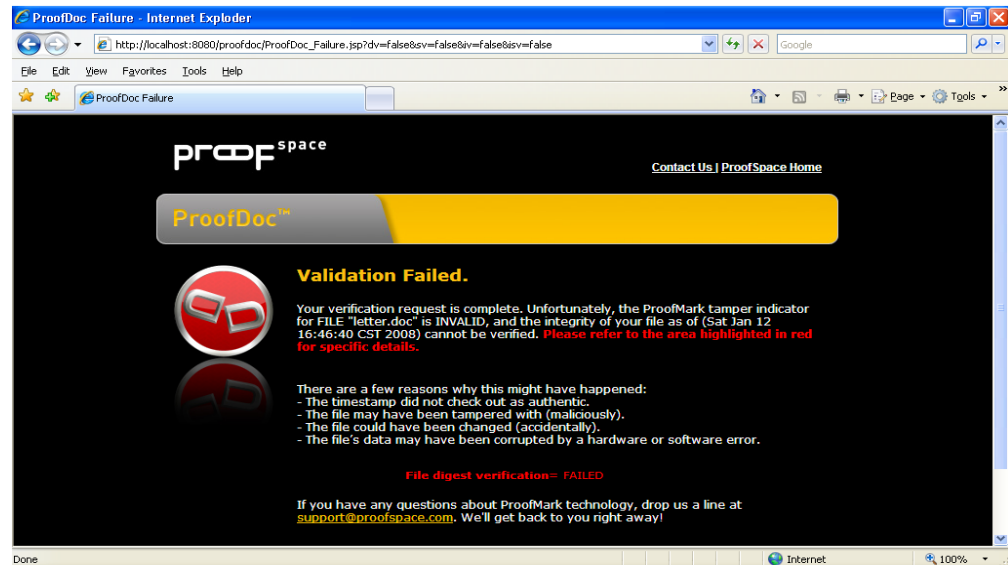 ProofDoc Failure - Internet Exploder
http://localhost:8080/proofdoc/ProofDoc_Failure.jsp?dv=false&sv=false&iv=false&isv=false
Google
File Edit View Favorites Tools Help
ProofDoc Failure
Page Tools »
proof space
Contact Us | ProofSpace Home
ProofDoc™
Validation Failed.
Your verification request is complete. Unfortunately, the ProofMark tamper indicator
for FILE "letter.doc" is INVALID, and the integrity of your file as of (Sat Jan 12
16:46:40 CST 2008) cannot be verified. Please refer to the area highlighted in red
for specific details.
There are a few reasons why this might have happened:
- The timestamp did not check out as authentic.
- The file may have been tampered with (maliciously).
- The file could have been changed (accidentally).
- The file's data may have been corrupted by a hardware or software error.
File digest verification= FAILED
If you have any questions about ProofMark technology, drop us a line at
support@proofspace.com. We'll get back to you right away!
Done
Internet
100%